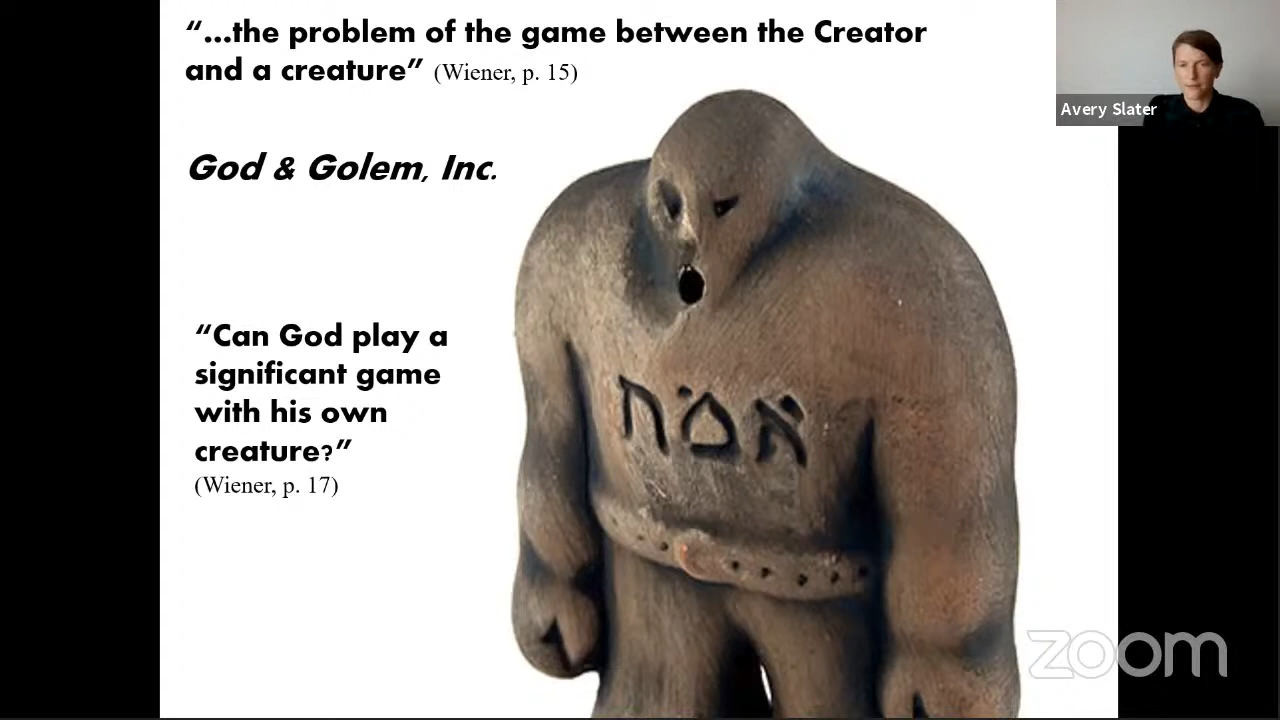 “...the problem of the game between the Creator
and a creature” (Wiener, p. 15)
Avery Slater
God & Golem, Inc.
“Can God play a
significant game
with his own
creature?”
(Wiener, p. 17)
אמת
zoom